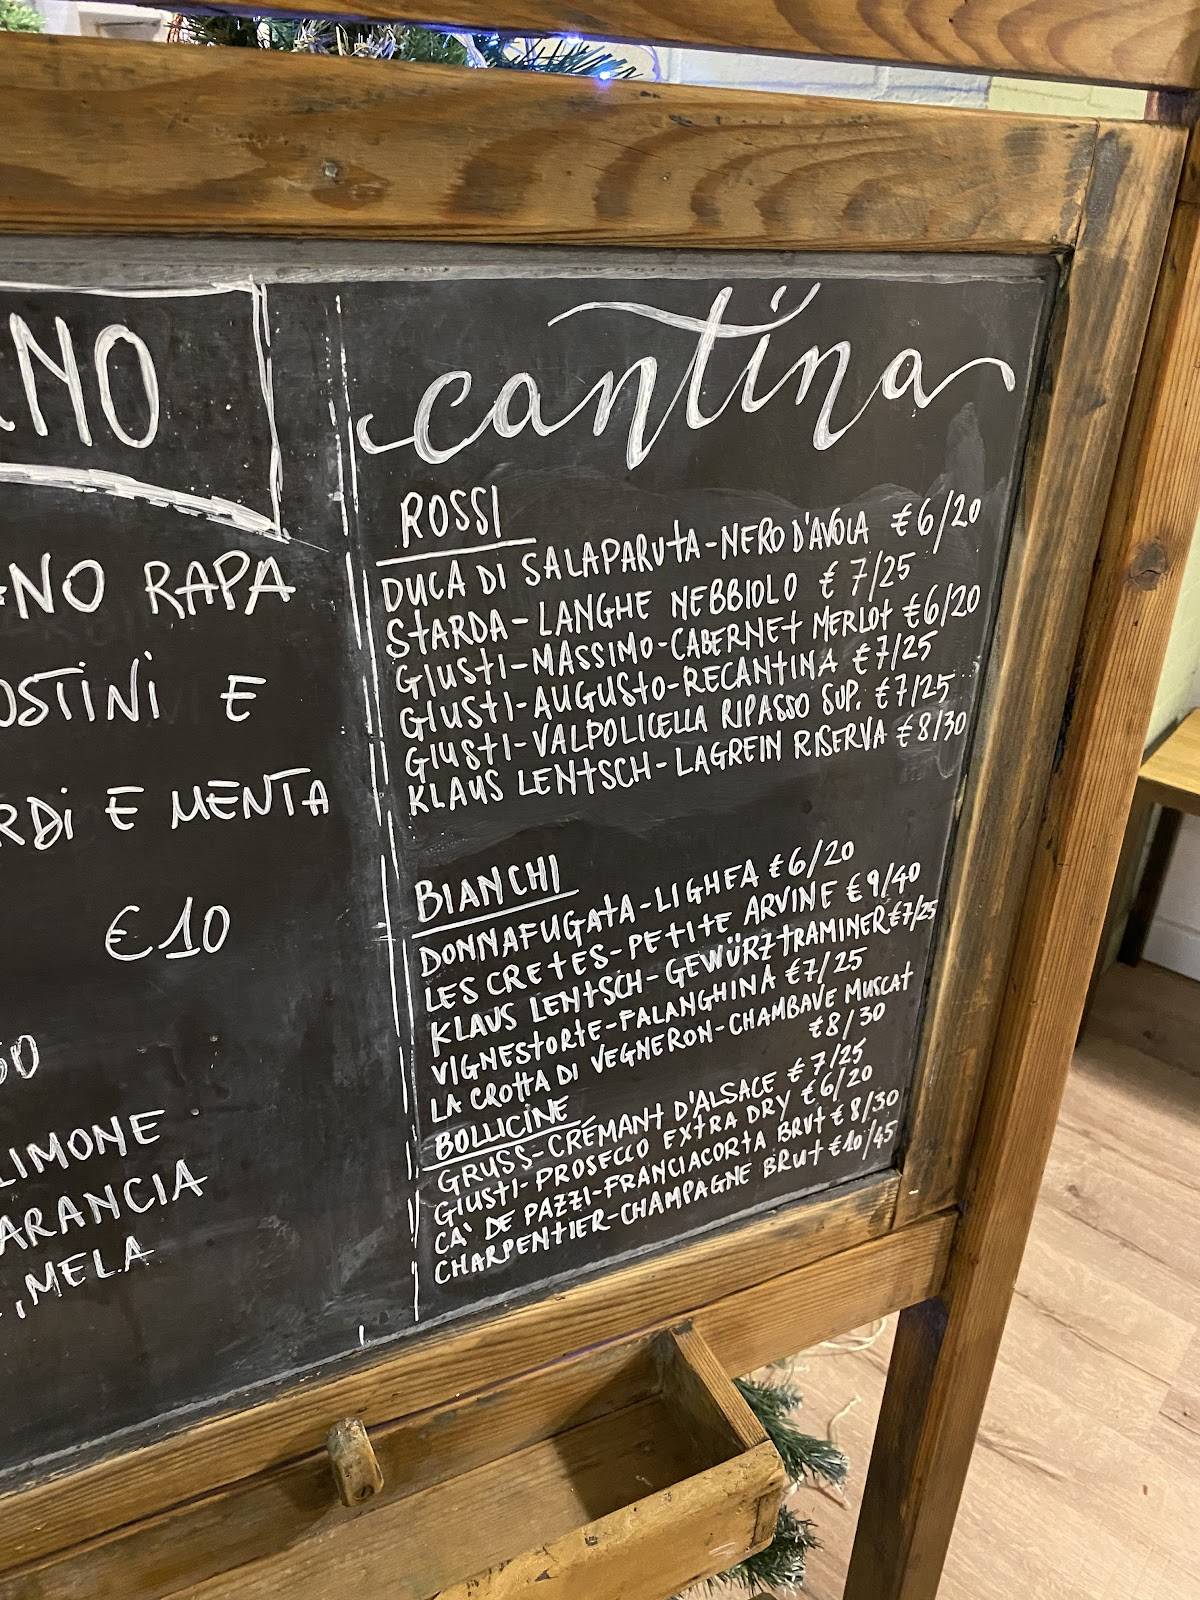 NO
NO RAPA
OSTINI E
RDI E MENTA
€10
50
LIMONE
ARANCIA
, MELA
cantina
ROSSI
DUCA DI SALAPARUTA-NERO D'AVOLA €6/20
STARDA-LANGHE NEBBIOLO €7/25
GIUSTI-MASSIMO-CABERNET MERLOT €6/20
GIUSTI-AUGUSTO-RECANTINA €7/25
GIUSTI-VALPOLICELLA RIPASSO SUP. €7/25
KLAUS LENTSCH-LAGREIN RISERVA €8/30
BIANCHI
DONNAFUGATA-LIGHEA €6/20
LES CRETES-PETITE ARVINE €9/40
KLAUS LENTSCH-GEWÜRZTRAMINER €7/25
VIGNESTORTE-FALANGHINA €7/25
LA CROTTA DI VEGNERON-CHAMBAVE MUSCAT
€8/30
BOLLICINE
GRUSS-CRÉMANT D'ALSACE €7/25
GIUSTI-PROSECCO EXTRA DRY €6/20
CA' DE PAZZI-FRANCIACORTA BRUT €8/30
CHARPENTIER-CHAMPAGNE BRUT €10/45